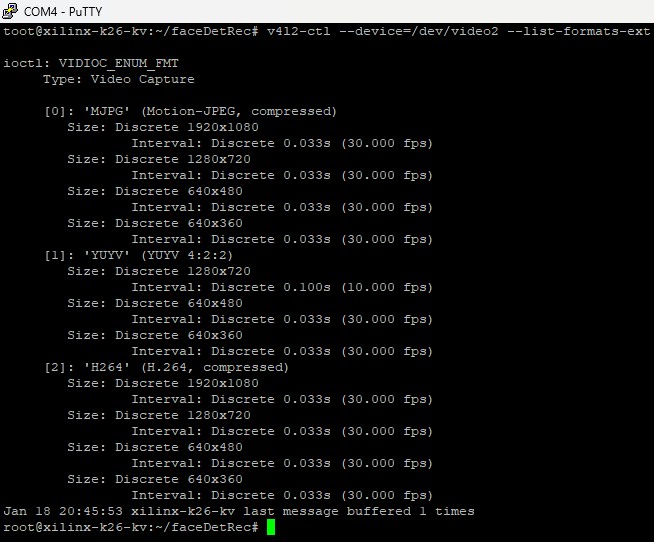 COM4 - PuTTY
root@xilinx-k26-kv:~/faceDetRec# v4l2-ctl --device=/dev/video2 --list-formats-ext
ioctl: VIDIOC_ENUM_FMT
Type: Video Capture
[0]: 'MJPG' (Motion-JPEG, compressed)
Size: Discrete 1920x1080
Interval: Discrete 0.033s (30.000 fps)
Size: Discrete 1280x720
Interval: Discrete 0.033s (30.000 fps)
Size: Discrete 640x480
Interval: Discrete 0.033s (30.000 fps)
Size: Discrete 640x360
Interval: Discrete 0.033s (30.000 fps)
[1]: 'YUYV' (YUYV 4:2:2)
Size: Discrete 1280x720
Interval: Discrete 0.100s (10.000 fps)
Size: Discrete 640x480
Interval: Discrete 0.033s (30.000 fps)
Size: Discrete 640x360
Interval: Discrete 0.033s (30.000 fps)
[2]: 'H264' (H.264, compressed)
Size: Discrete 1920x1080
Interval: Discrete 0.033s (30.000 fps)
Size: Discrete 1280x720
Interval: Discrete 0.033s (30.000 fps)
Size: Discrete 640x480
Interval: Discrete 0.033s (30.000 fps)
Size: Discrete 640x360
Interval: Discrete 0.033s (30.000 fps)
Jan 18 20:45:53 xilinx-k26-kv last message buffered 1 times
root@xilinx-k26-kv:~/faceDetRec#